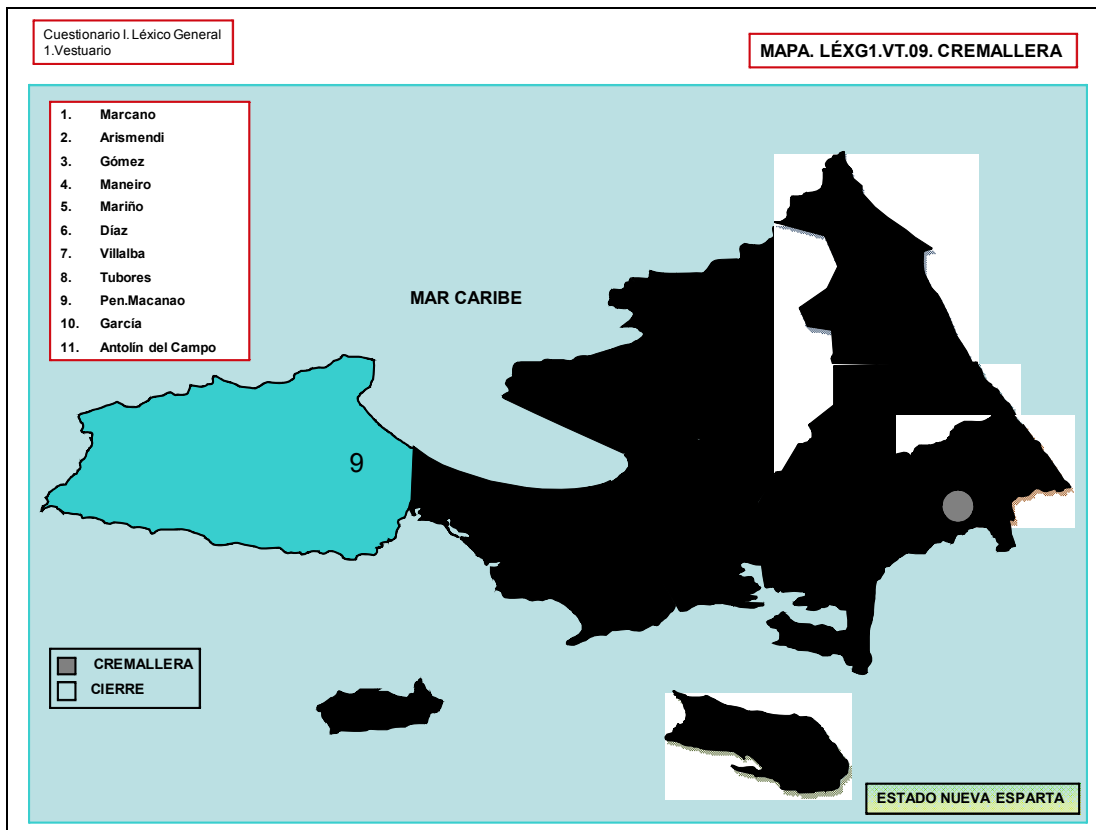 Cuestionario I. Léxico General
1.Vestuario
MAPA. LÉXG1.VT.09. CREMALLERA
1. Marcano
2. Arismendi
3. Gómez
4. Maneiro
5. Mariño
6. Díaz
7. Villalba
8. Tubores
9. Pen.Macanao
10. García
11. Antolín del Campo
MAR CARIBE
9
CREMALLERA
CIERRE
ESTADO NUEVA ESPARTA